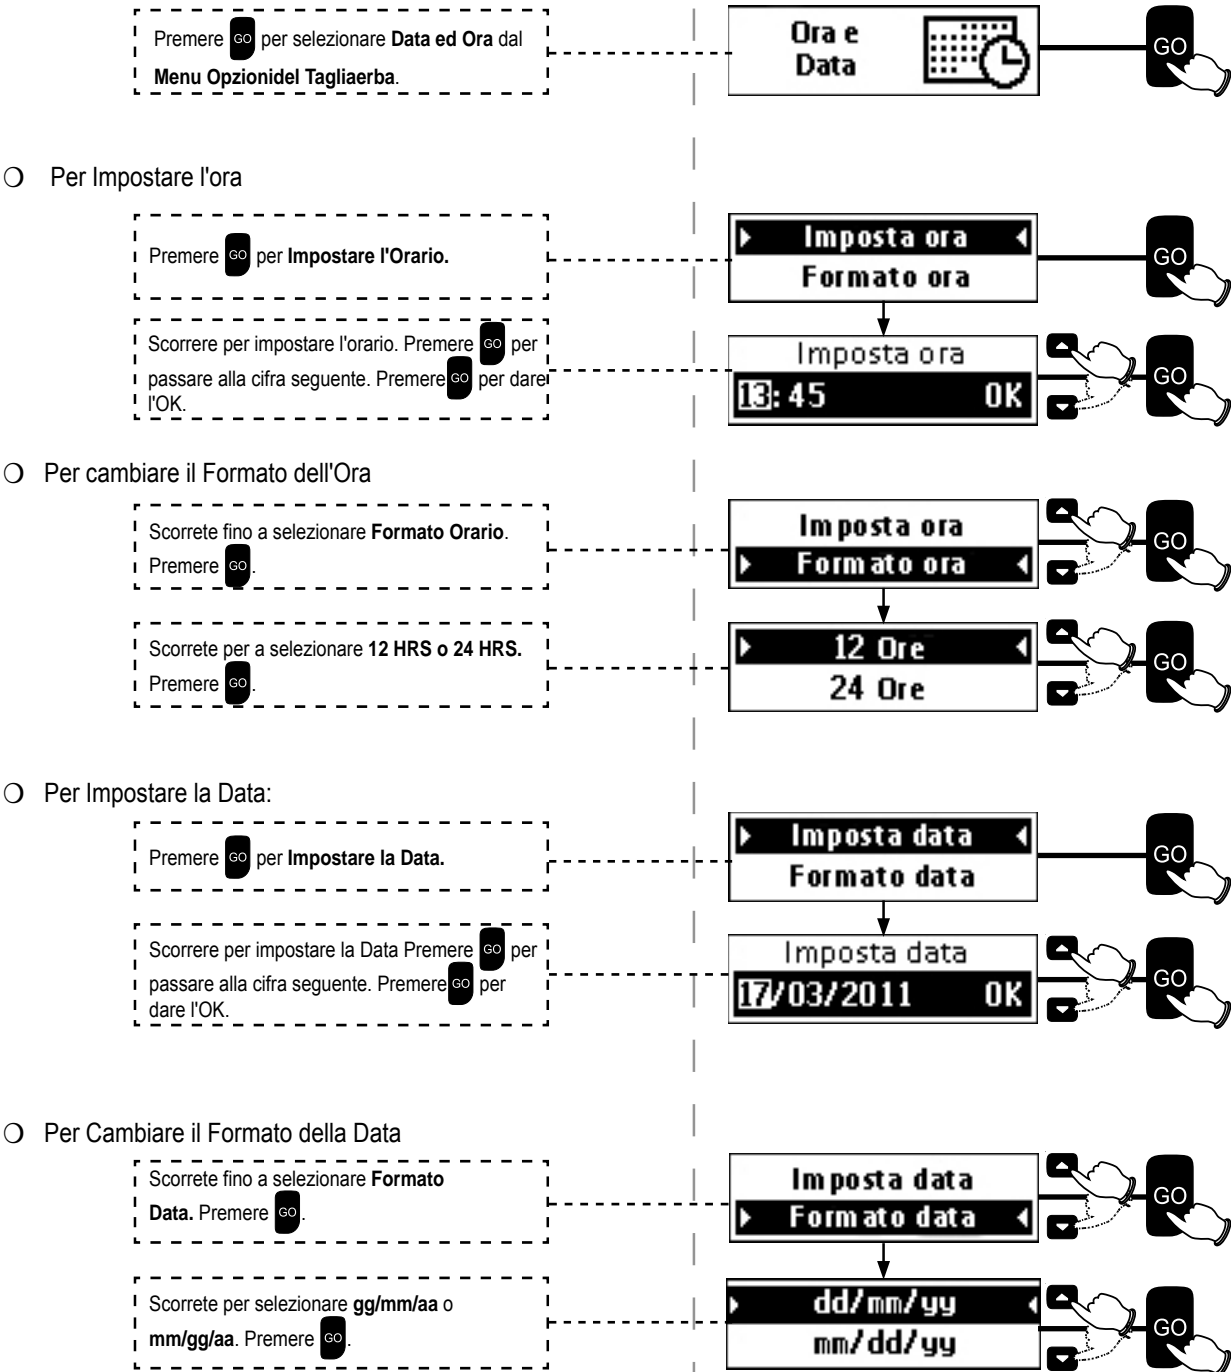 Premere GO per selezionare Data ed Ora dal
Menu Opzionidel Tagliaerba.
Ora e
Data
GO
❍ Per Impostare l'ora
Premere GO per Impostare l'Orario.
Imposta ora
Formato ora
GO
Scorrere per impostare l'orario. Premere GO per
passare alla cifra seguente. Premere GO per dare
l'OK.
Imposta ora
13:45 OK
GO
❍ Per cambiare il Formato dell'Ora
Scorrete fino a selezionare Formato Orario.
Premere GO.
Imposta ora
Formato ora
GO
Scorrete per a selezionare 12 HRS o 24 HRS.
Premere GO.
12 Ore
24 Ore
GO
❍ Per Impostare la Data:
Premere GO per Impostare la Data.
Imposta data
Formato data
GO
Scorrere per impostare la Data Premere GO per
passare alla cifra seguente. Premere GO per
dare l'OK.
Imposta data
17/03/2011 OK
GO
❍ Per Cambiare il Formato della Data
Scorrete fino a selezionare Formato
Data. Premere GO.
Imposta data
Formato data
GO
Scorrete per selezionare gg/mm/aa o
mm/gg/aa. Premere GO.
dd/mm/yy
mm/dd/yy
GO